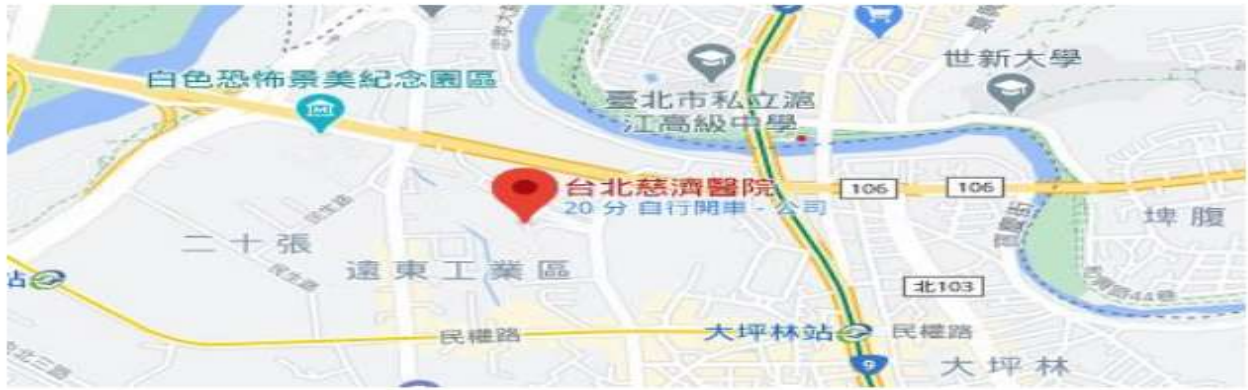 世新大學
白色恐怖景美紀念園區
臺北市私立滬
江高級中學
台北慈濟醫院
20 分 自行開車 - 公司
106
106
埤腹
二十張
遠東工業區
站
北103
民權路
大坪林站
民權路
9
大坪林